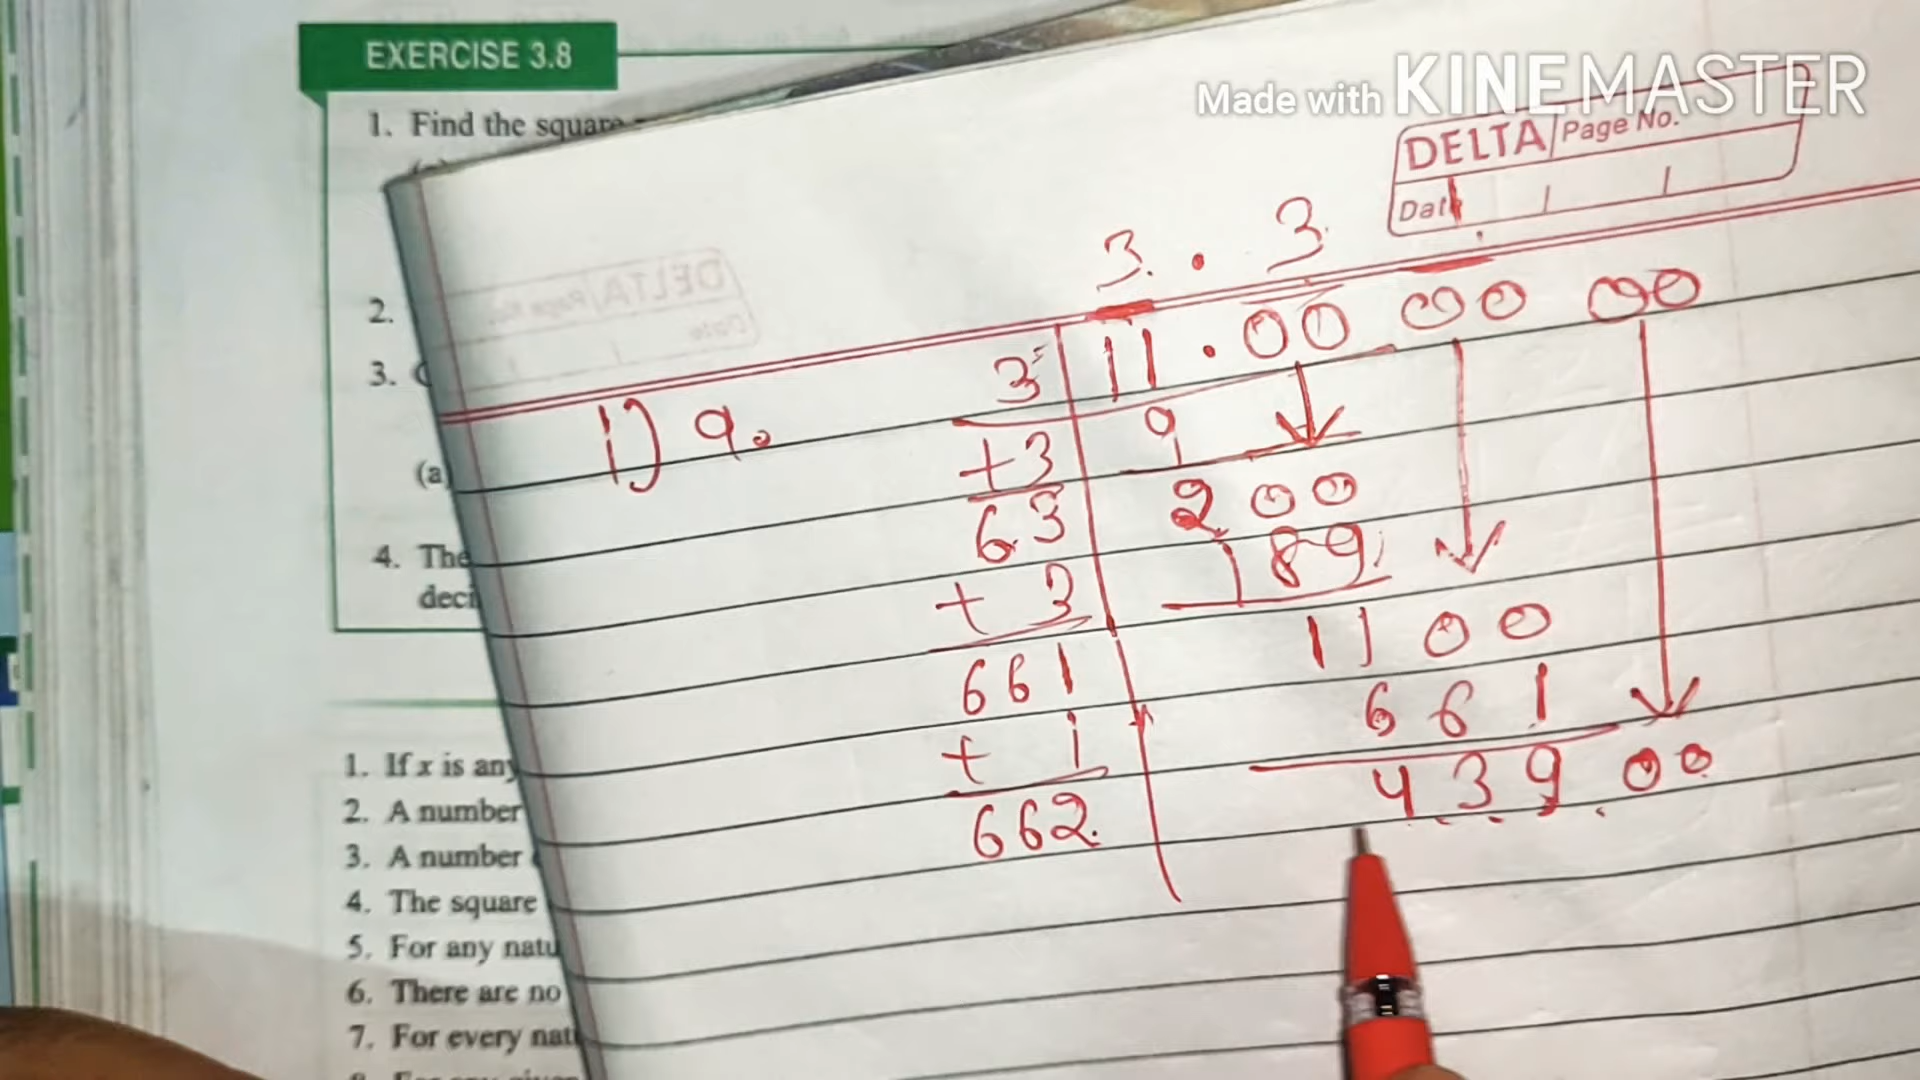 EXERCISE 3.8
Made with KINEMASTER
1. Find the square
DELTA Page No.
Date
3 . 3
2.
3 11 . 00 00 00
3.
1) a. 9
+3
(a)
63 200
189
4. The
+ 3
deci
1100
661 661
+ 1
1. If x is any
43900
2. A number
662
3. A number
4. The square
5. For any natu
6. There are no
7. For every nat